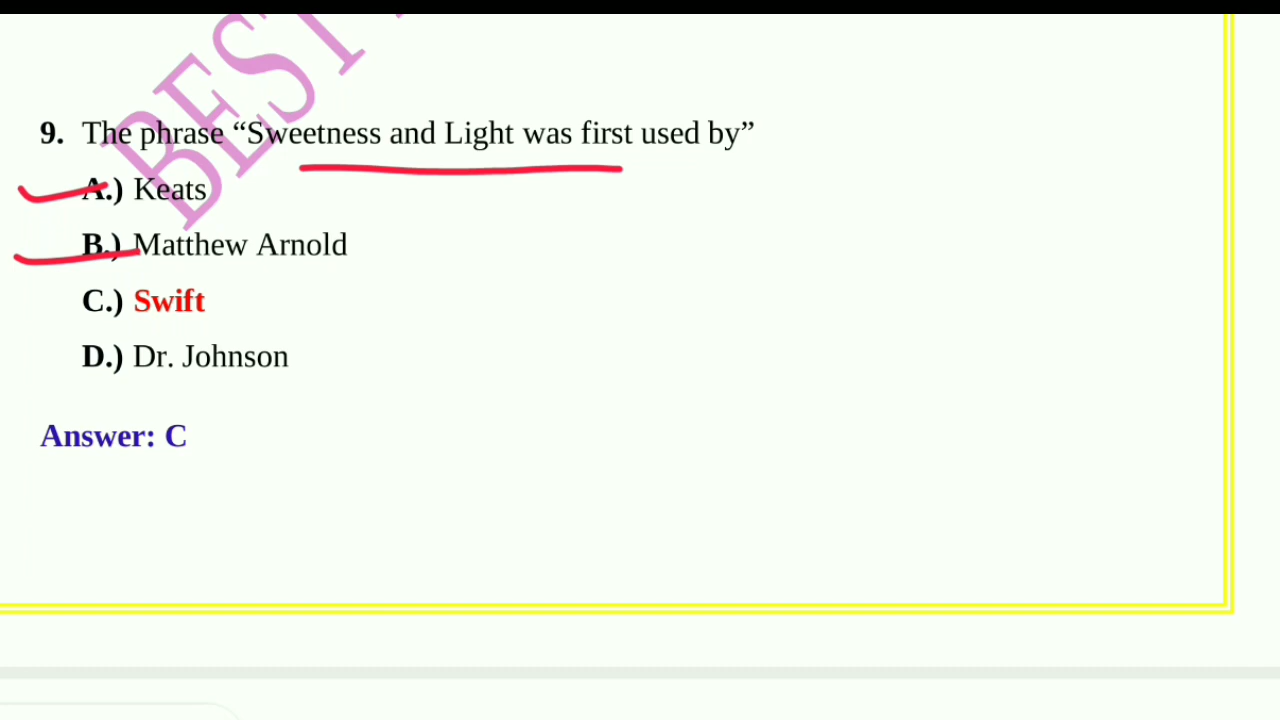 BEST
9. The phrase “Sweetness and Light was first used by”
A.) Keats
B.) Matthew Arnold
C.) Swift
D.) Dr. Johnson
Answer: C